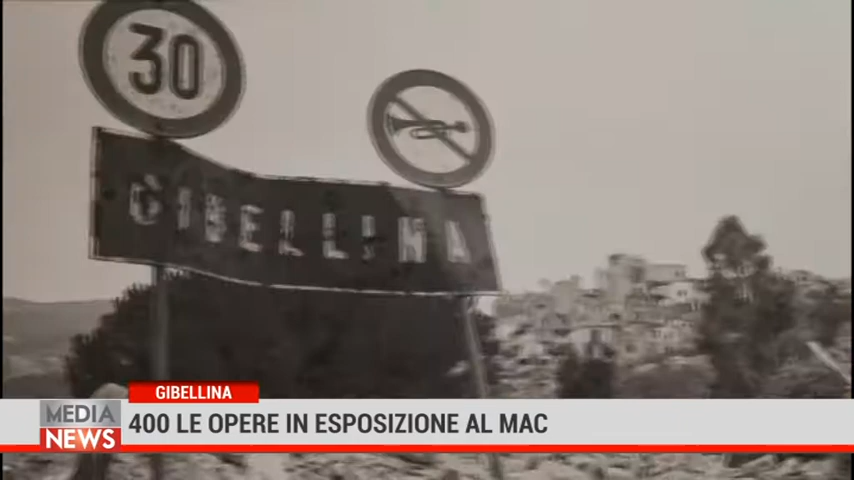 30
GIBELLINA
GIBELLINA
MEDIA
NEWS
400 LE OPERE IN ESPOSIZIONE AL MAC